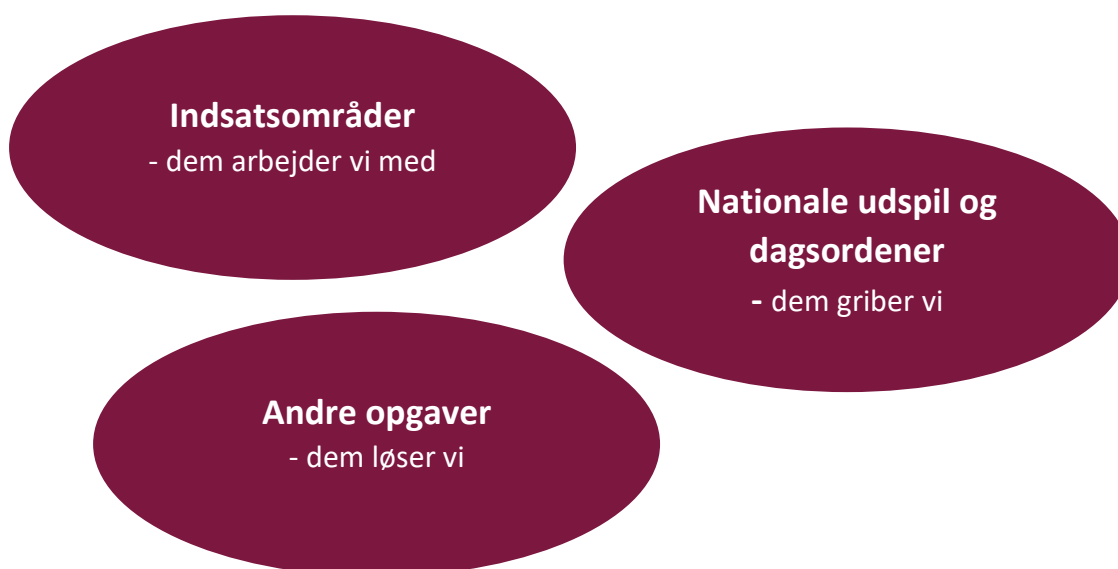 Indsatsområder
- dem arbejder vi med
Nationale udspil og
dagsordener
- dem griber vi
Andre opgaver
- dem løser vi